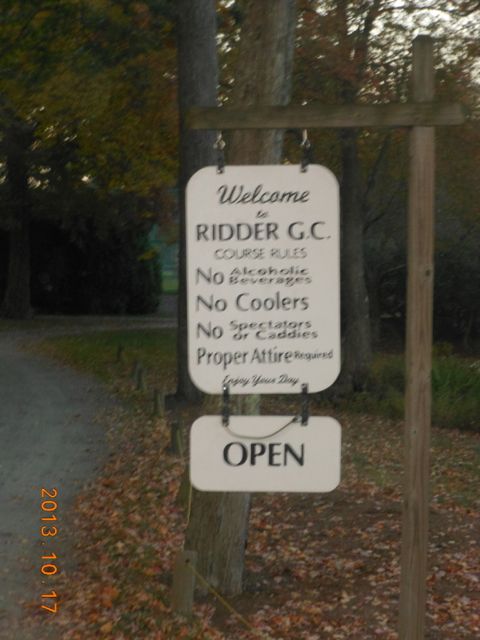 Welcome
to
RIDDER G.C.
COURSE RULES
No Alcoholic Beverages
No Coolers
No Spectators or Caddies
Proper Attire Required
Enjoy Your Day
OPEN
2013.10.17